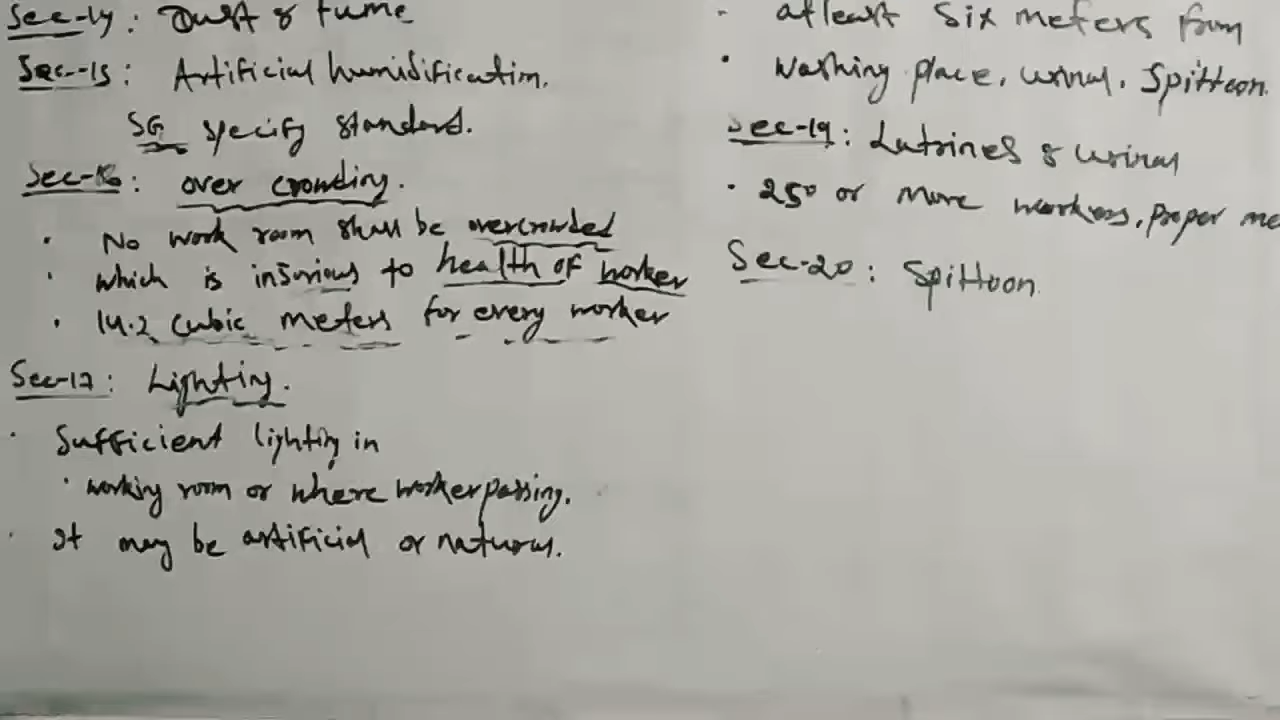 Sec-14: Dust & fume
Sec-15: Artificial humidification.
SG specify standard.
Sec-16: over crowding.
· No work room shall be overcrowded
· which is insurious to health of worker
· 14.2 cubic meters for every worker
Sec-17: Lighting.
· Sufficient lighting in
· working room or where worker passing.
· It may be artificial or natural.
· atleast six meters from
· Washing place, urinal, Spittoon.
Sec-19: Latrines & urinal
· 250 or more workers, proper me
Sec-20: Spittoon